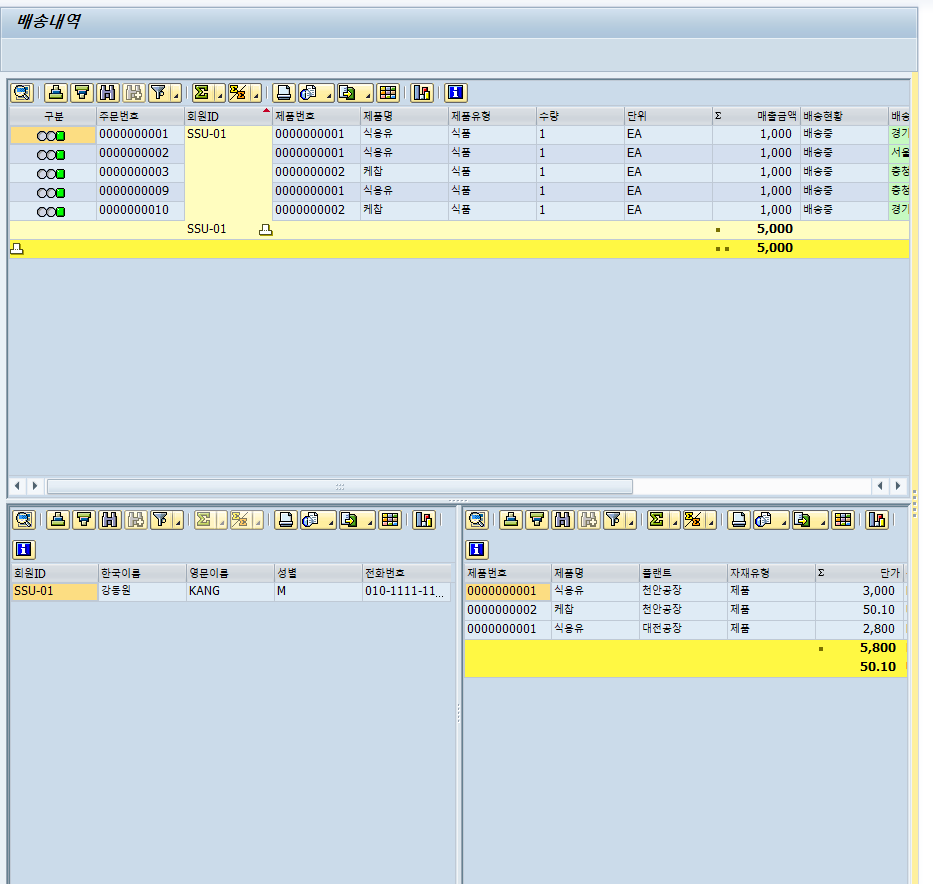 배송내역
구분 주문번호 회원ID 제품번호 제품명 제품유형 수량 단위 Σ 매출금액 배송현황 배송
0000000001 SSU-01 0000000001 식용유 식품 1 EA 1,000 배송중 경기
0000000002 0000000001 식용유 식품 1 EA 1,000 배송중 서울
0000000003 0000000002 케찹 식품 1 EA 1,000 배송중 충청
0000000009 0000000001 식용유 식품 1 EA 1,000 배송중 충청
0000000010 0000000002 케찹 식품 1 EA 1,000 배송중 경기
SSU-01 5,000
5,000
회원ID 한국이름 영문이름 성별 전화번호
SSU-01 강동원 KANG M 010-1111-11...
제품번호 제품명 플랜트 자재유형 Σ 단가
0000000001 식용유 천안공장 제품 3,000
0000000002 케찹 천안공장 제품 50.10
0000000001 식용유 대전공장 제품 2,800
5,800
50.10